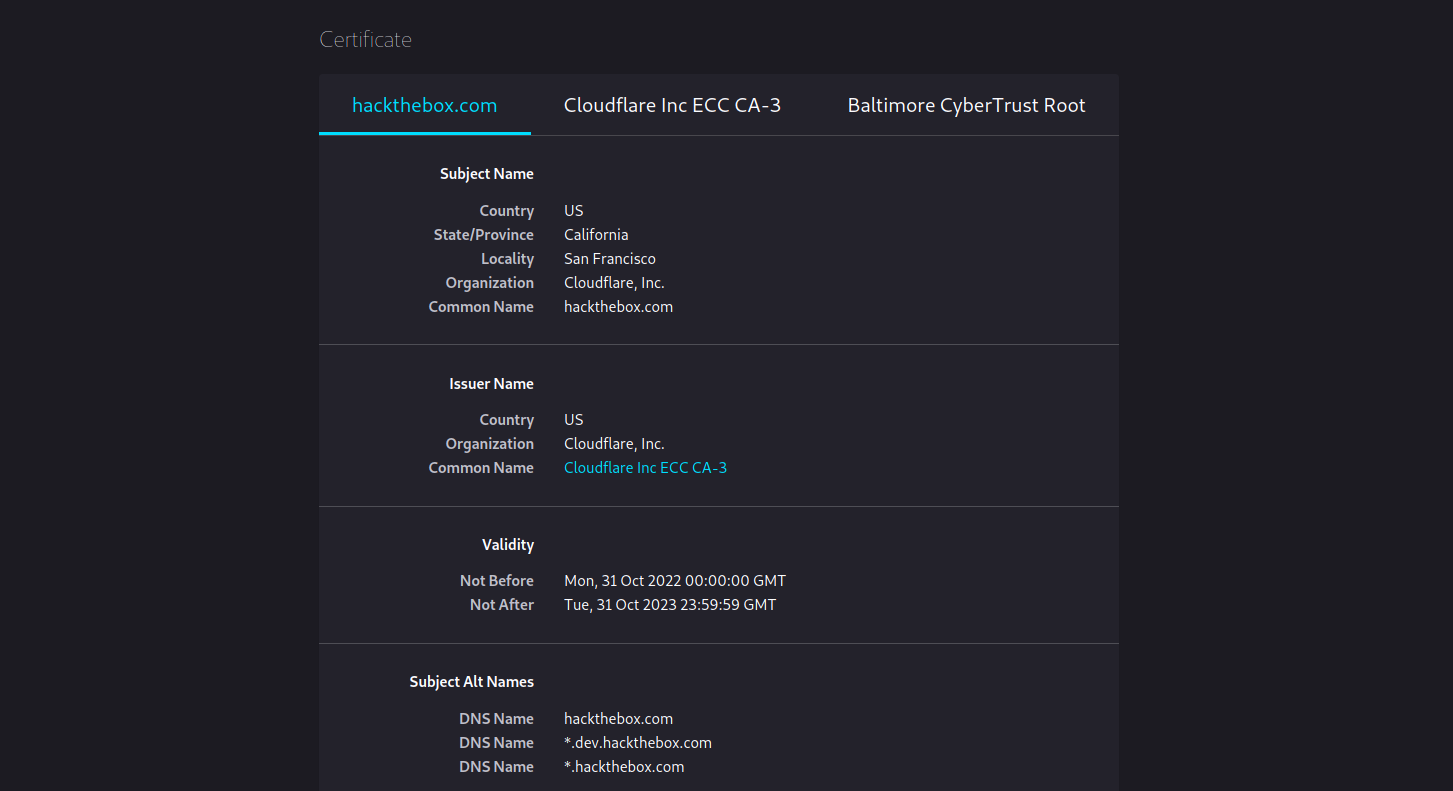 Certificate
hackthebox.com Cloudflare Inc ECC CA-3 Baltimore CyberTrust Root
Subject Name
Country US
State/Province California
Locality San Francisco
Organization Cloudflare, Inc.
Common Name hackthebox.com
Issuer Name
Country US
Organization Cloudflare, Inc.
Common Name Cloudflare Inc ECC CA-3
Validity
Not Before Mon, 31 Oct 2022 00:00:00 GMT
Not After Tue, 31 Oct 2023 23:59:59 GMT
Subject Alt Names
DNS Name hackthebox.com
DNS Name *.dev.hackthebox.com
DNS Name *.hackthebox.com